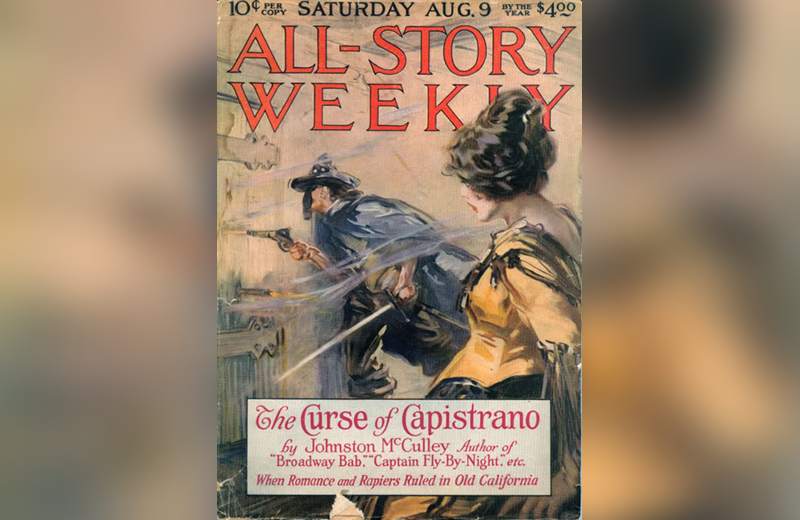 10¢ PER COPY SATURDAY AUG. 9 BY THE YEAR $4.00
ALL-STORY
WEEKLY
The Curse of Capistrano
by Johnston McCulley Author of
"Broadway Bab," "Captain Fly-By-Night," etc.
When Romance and Rapiers Ruled in Old California